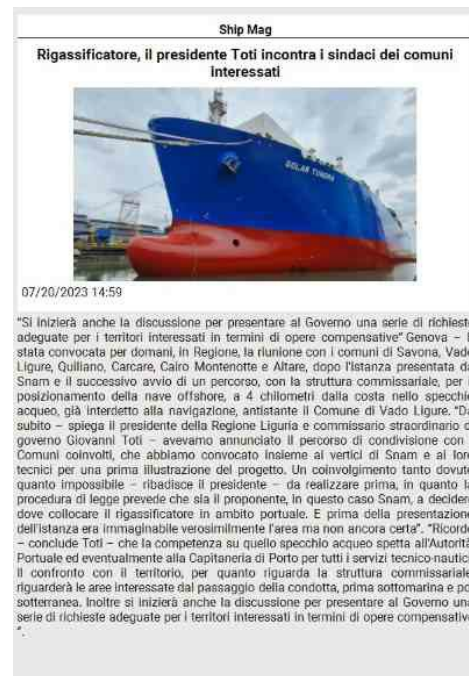 Ship Mag
Rigassificatore, il presidente Toti incontra i sindaci dei comuni
interessati
GOLAR TUNDRA
07/20/2023 14:59
"Si inizierà anche la discussione per presentare al Governo una serie di richieste
adeguate per i territori interessati in termini di opere compensative" Genova –
stata convocata per domani, in Regione, la riunione con i comuni di Savona, Vado
Ligure, Quiliano, Carcare, Cairo Montenotte e Altare, dopo l'istanza presentata da
Snam e il successivo avvio di un percorso, con la struttura commissariale, per
posizionamento della nave offshore, a 4 chilometri dalla costa nello specchio
acqueo, già interdetto alla navigazione, antistante il Comune di Vado Ligure. "Da
subito – spiega il presidente della Regione Liguria e commissario straordinario d
governo Giovanni Toti – avevamo annunciato il percorso di condivisione con
Comuni coinvolti, che abbiamo convocato insieme ai vertici di Snam e ai loro
tecnici per una prima illustrazione del progetto. Un coinvolgimento tanto dovuto
quanto impossibile – ribadisce il presidente – da realizzare prima, in quanto la
procedura di legge prevede che sia il proponente, in questo caso Snam, a decidere
dove collocare il rigassificatore in ambito portuale. E prima della presentazione
dell'istanza era immaginabile verosimilmente l'area ma non ancora certa". "Ricordo
– conclude Toti – che la competenza su quello specchio acqueo spetta all'Autorità
Portuale ed eventualmente alla Capitaneria di Porto per tutti i servizi tecnico-nautici
Il confronto con il territorio, per quanto riguarda la struttura commissariale
riguarderà le aree interessate dal passaggio della condotta, prima sottomarina e poi
sotterranea. Inoltre si inizierà anche la discussione per presentare al Governo una
serie di richieste adeguate per i territori interessati in termini di opere compensative
".